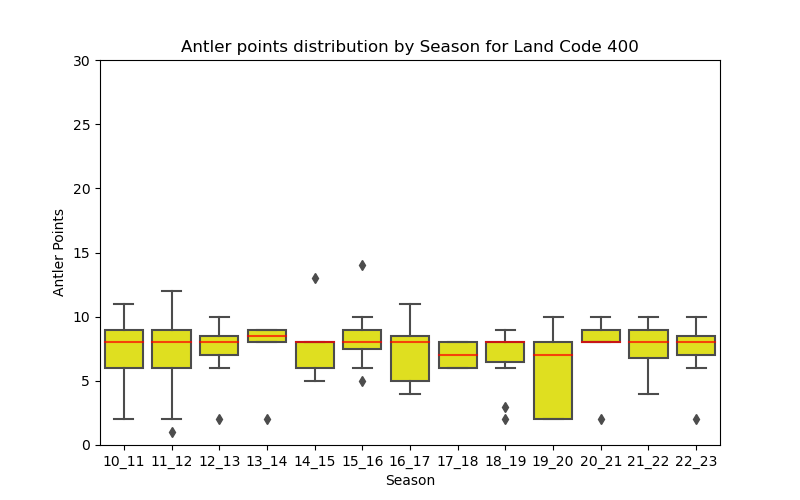 Antler points distribution by Season for Land Code 400
30
25
20
15
10
5
0
Antler Points
10_11 11_12 12_13 13_14 14_15 15_16 16_17 17_18 18_19 19_20 20_21 21_22 22_23
Season